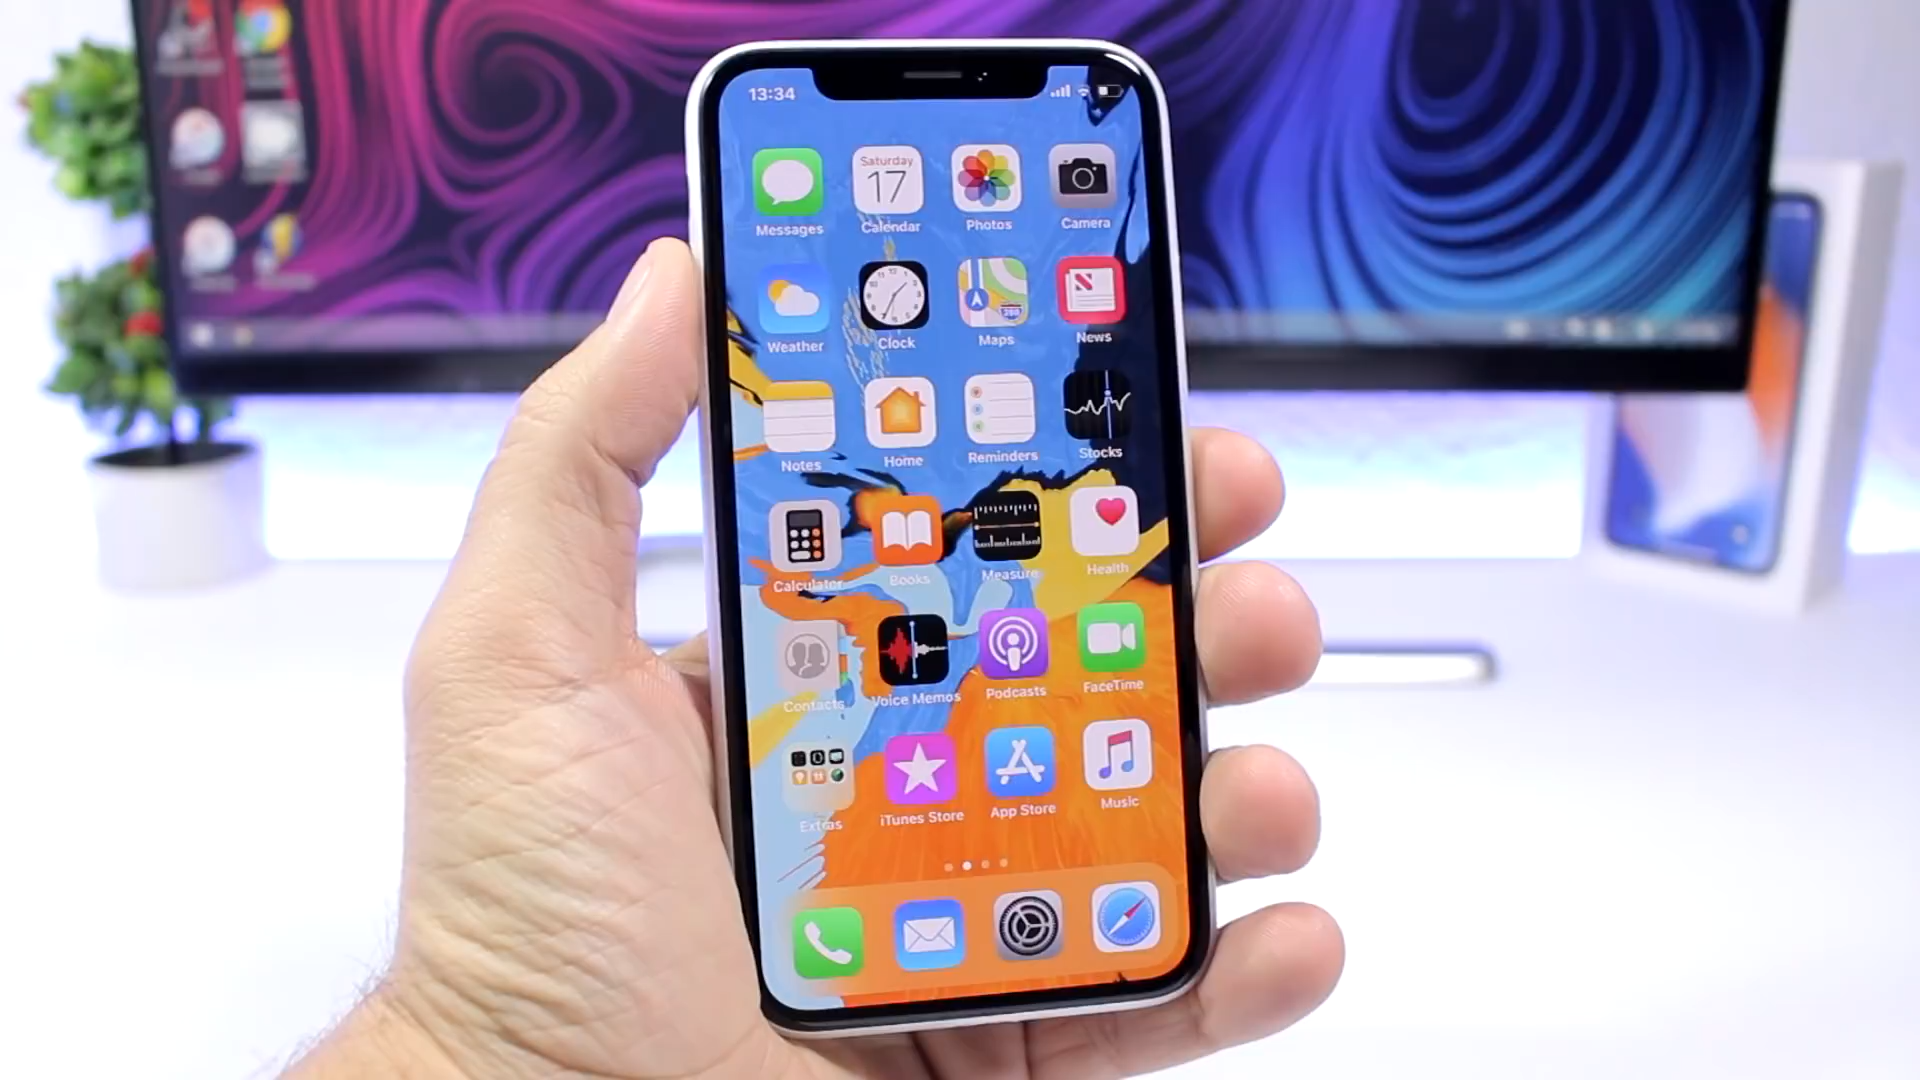 13:34
Saturday
17
Messages
Calendar
Photos
Camera
Weather
Clock
Maps
News
Notes
Home
Reminders
Stocks
Calculator
Books
Measure
Health
Contacts
Voice Memos
Podcasts
FaceTime
Extras
iTunes Store
App Store
Music